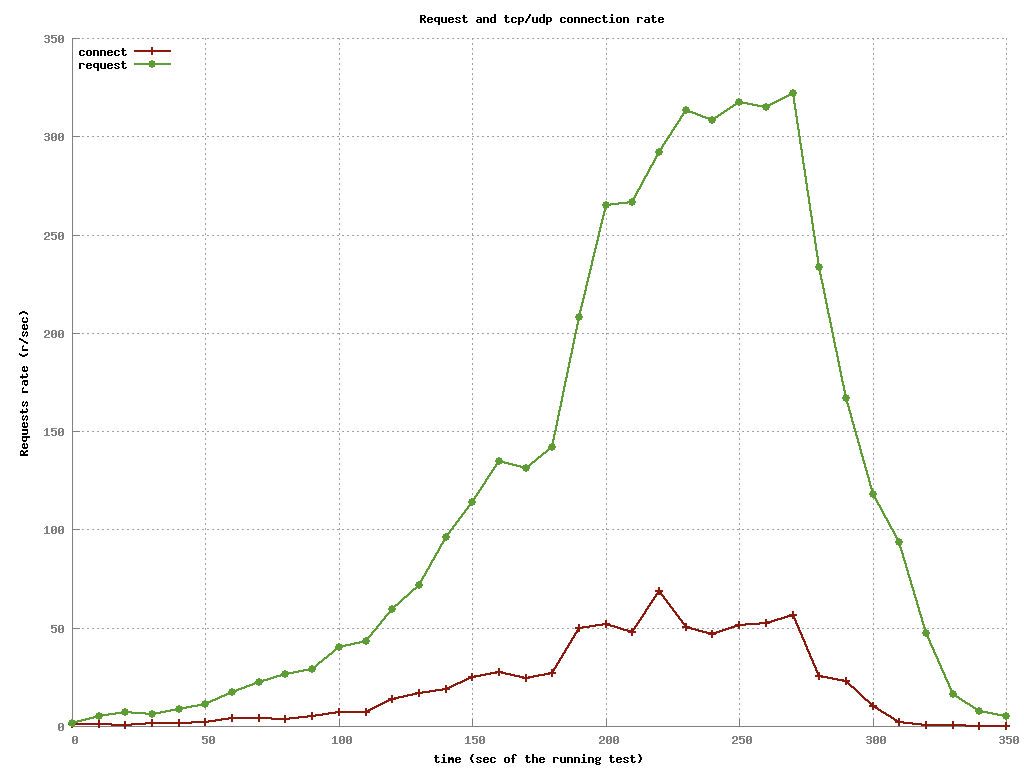 Request and tcp/udp connection rate
connect
request
350
300
250
200
150
100
50
0
Requests rate (r/sec)
0 50 100 150 200 250 300 350
time (sec of the running test)